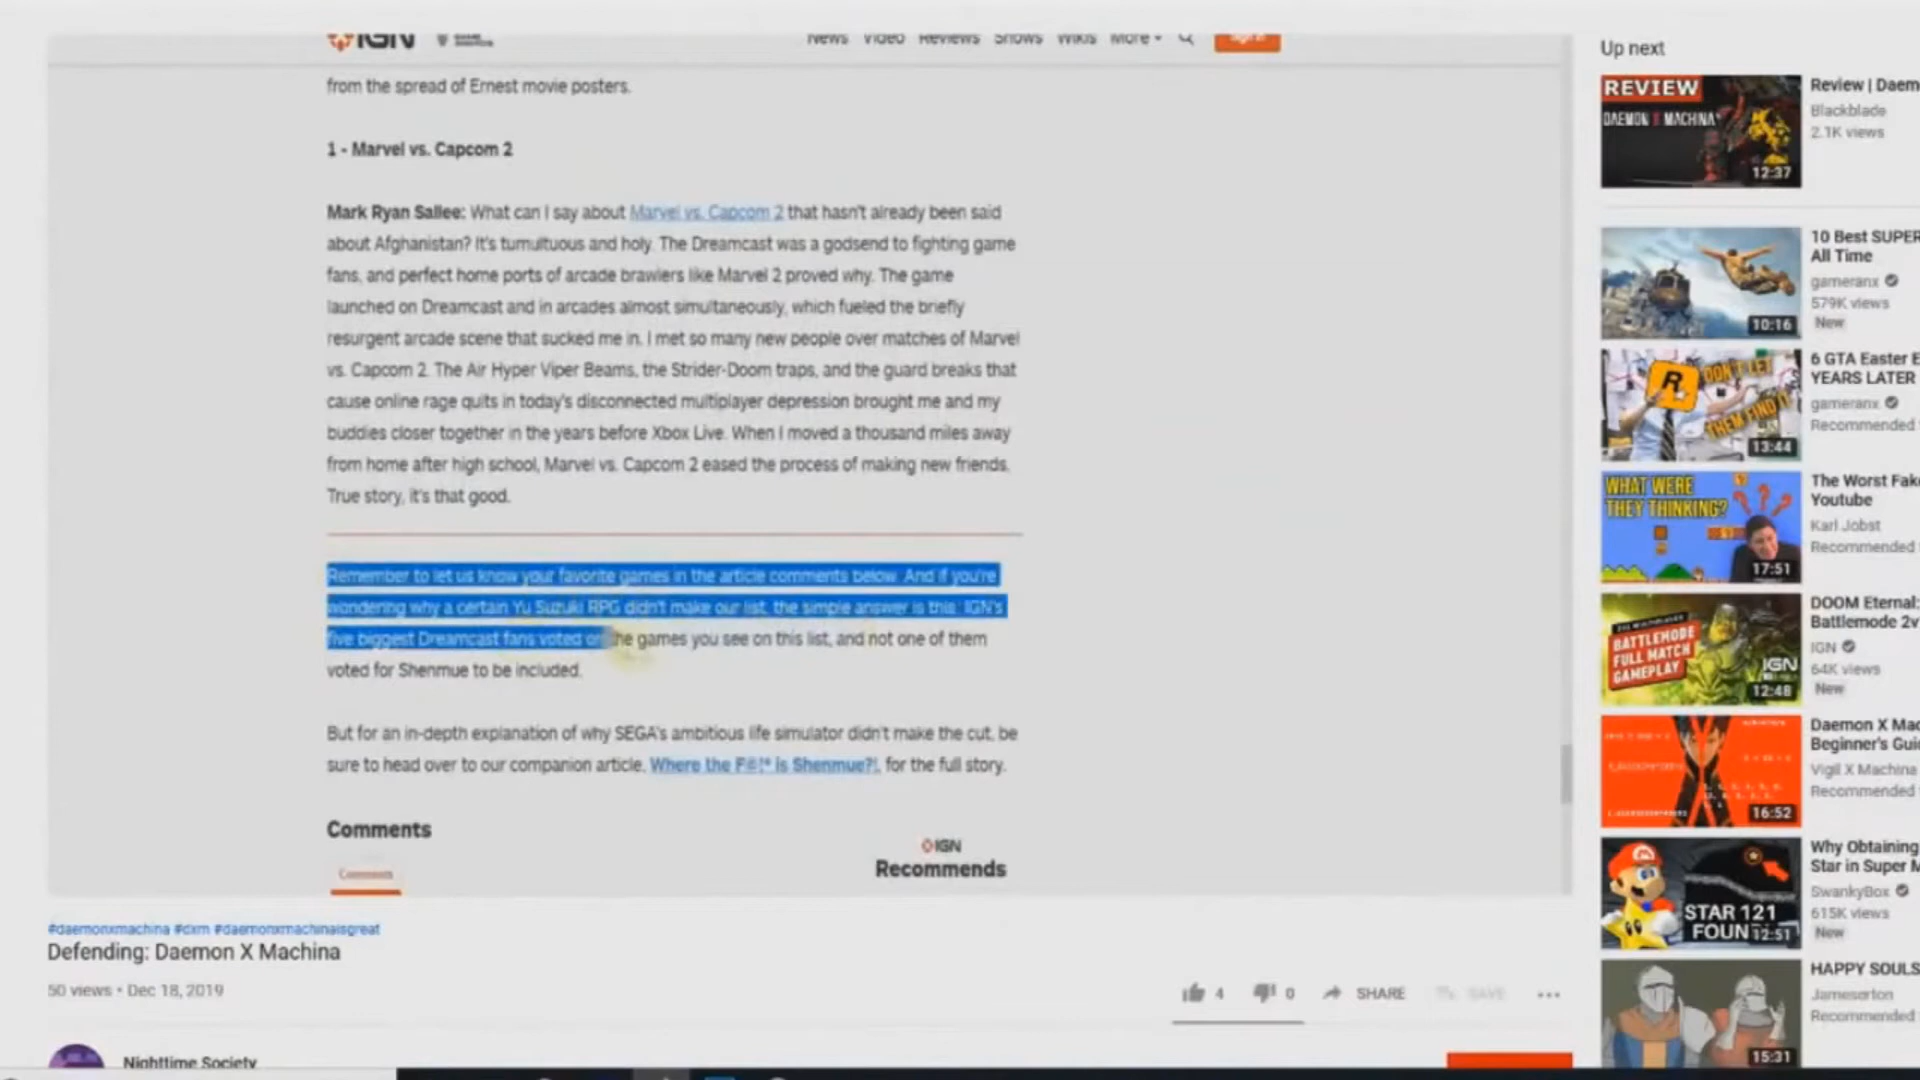 IGN
News Video Reviews Shows Wikis More
Sign In
from the spread of Ernest movie posters.
1 - Marvel vs. Capcom 2
Mark Ryan Sallee: What can I say about Marvel vs. Capcom 2 that hasn't already been said
about Afghanistan? It's tumultuous and holy. The Dreamcast was a godsend to fighting game
fans, and perfect home ports of arcade brawlers like Marvel 2 proved why. The game
launched on Dreamcast and in arcades almost simultaneously, which fueled the briefly
resurgent arcade scene that sucked me in. I met so many new people over matches of Marvel
vs. Capcom 2. The Air Hyper Viper Beams, the Strider-Doom traps, and the guard breaks that
cause online rage quits in today's disconnected multiplayer depression brought me and my
buddies closer together in the years before Xbox Live. When I moved a thousand miles away
from home after high school, Marvel vs. Capcom 2 eased the process of making new friends.
True story, it's that good.
Remember to let us know your favorite games in the article comments below. And if you're
wondering why a certain Yu Suzuki RPG didn't make our list, the simple answer is this: IGN's
five biggest Dreamcast fans voted on the games you see on this list, and not one of them
voted for Shenmue to be included.
But for an in-depth explanation of why SEGA's ambitious life simulator didn't make the cut, be
sure to head over to our companion article, Where the F@!* is Shenmue?!, for the full story.
Comments
Comments
IGN
Recommends
#daemonxmachina #dxm #daemonxmachinaisgreat
Defending: Daemon X Machina
50 views • Dec 18, 2019
4 0 SHARE SAVE
Nighttime Society
Up next
REVIEW
DAEMON X MACHINA
12:37
Review | Daem
Blackblade
2.1K views
10:16
10 Best SUPER
All Time
gameranx
579K views
New
R
DON'T LET
THEM FIND IT
13:44
6 GTA Easter E
YEARS LATER
gameranx
Recommended
WHAT WERE
THEY THINKING?
17:51
The Worst Fak
Youtube
Karl Jobst
Recommended
BATTLEMODE
FULL MATCH
GAMEPLAY
IGN
12:48
DOOM Eternal:
Battlemode 2v
IGN
64K views
New
16:52
Daemon X Mac
Beginner's Gui
Vigil X Machina
Recommended
STAR 121
FOUN
12:51
Why Obtaining
Star in Super M
SwankyBox
615K views
New
15:31
HAPPY SOULS
Jameserton
Recommended